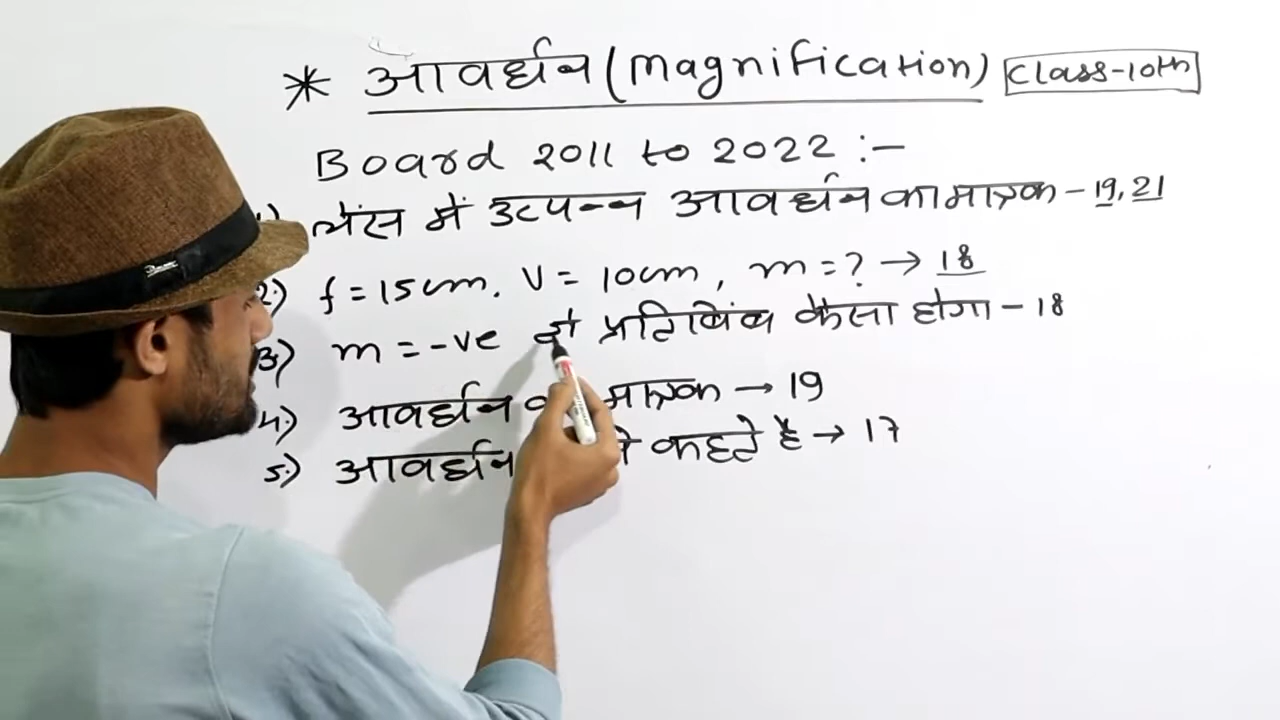 * आवर्धन (Magnification) Class-10th
Board 2011 to 2022 :-
1) लेंस में उत्पन्न आवर्धन का मात्रक - 19, 21
2.) f = 15cm. V = 10cm, m = ? → 18
3.) m = -ve हो प्रतिबिंब कैसा होगा - 18
4.) आवर्धन मात्रक → 19
5.) आवर्धन कहते है → 17